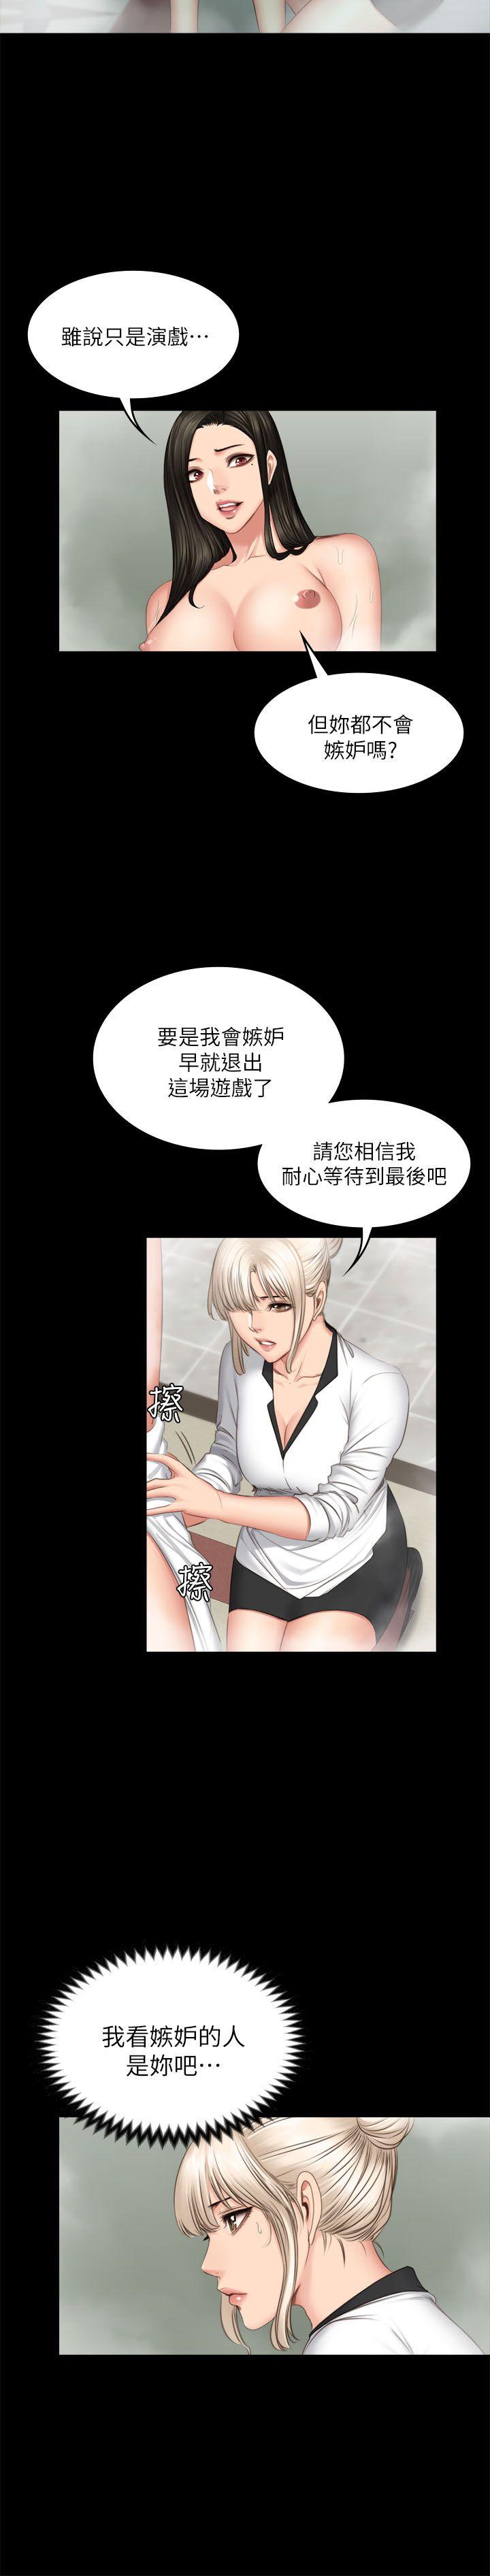 雖說只是演戲⋯
但妳都不會
嫉妒嗎?
要是我會嫉妒
早就退出
這場遊戲了
請您相信我
耐心等待到最後吧
擦
擦
我看嫉妒的人
是妳吧⋯